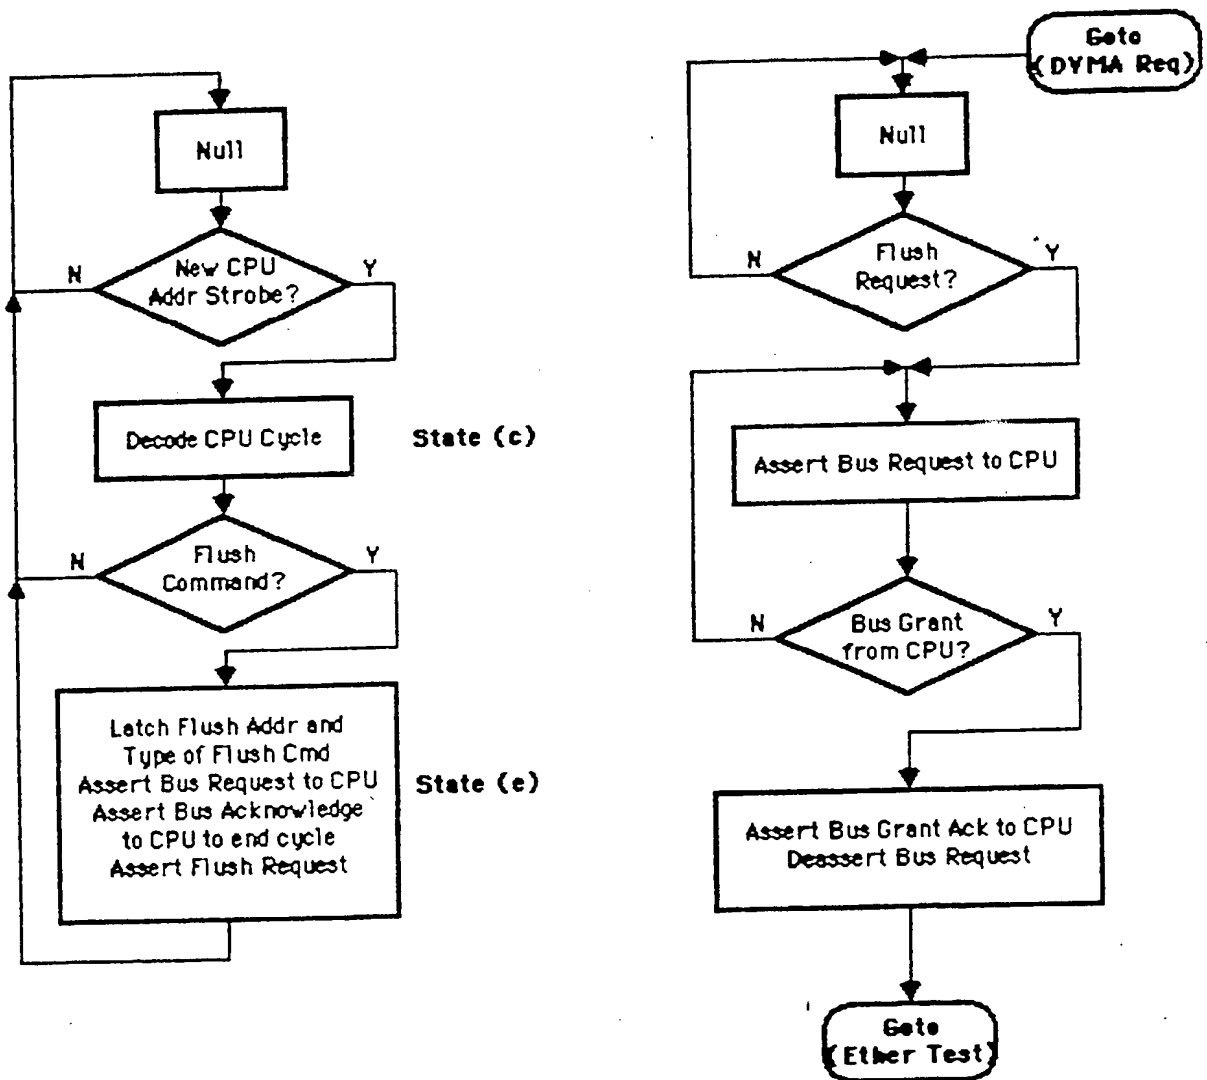 Null
New CPU
Addr Strobe?
N
Y
Decode CPU Cycle
State (c)
Flush
Command?
N
Y
Latch Flush Addr and
Type of Flush Cmd
Assert Bus Request to CPU
Assert Bus Acknowledge
to CPU to end cycle
Assert Flush Request
State (e)
Goto
(DYMA Req)
Null
Flush
Request?
N
Y
Assert Bus Request to CPU
Bus Grant
from CPU?
N
Y
Assert Bus Grant Ack to CPU
Deassert Bus Request
Goto
(Ether Test)